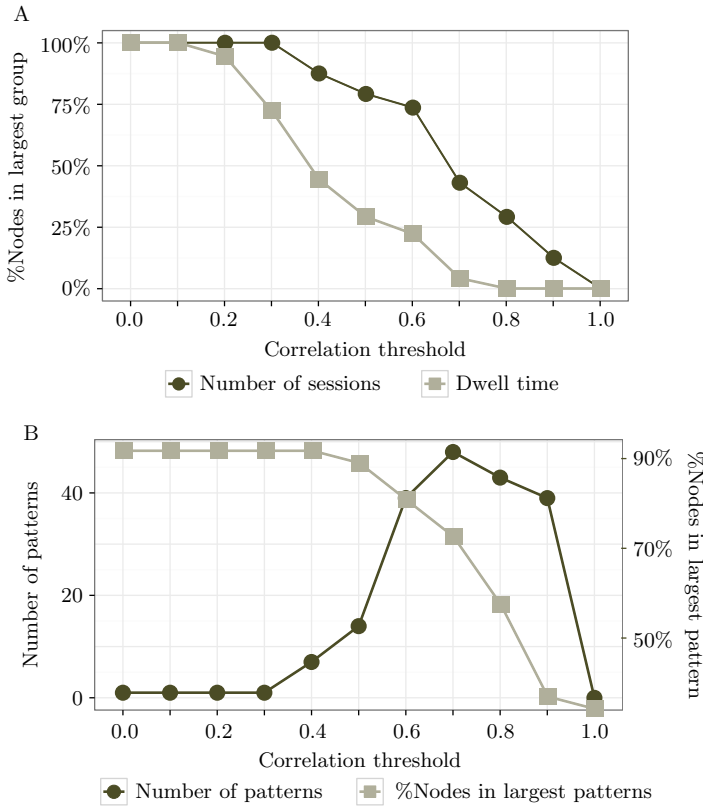 A
%Nodes in largest group
100%
75%
50%
25%
0%
0.0 0.2 0.4 0.6 0.8 1.0
Correlation threshold
Number of sessions Dwell time
B
Number of patterns
40
20
0
90%
70%
50%
%Nodes in largest pattern
0.0 0.2 0.4 0.6 0.8 1.0
Correlation threshold
Number of patterns %Nodes in largest patterns